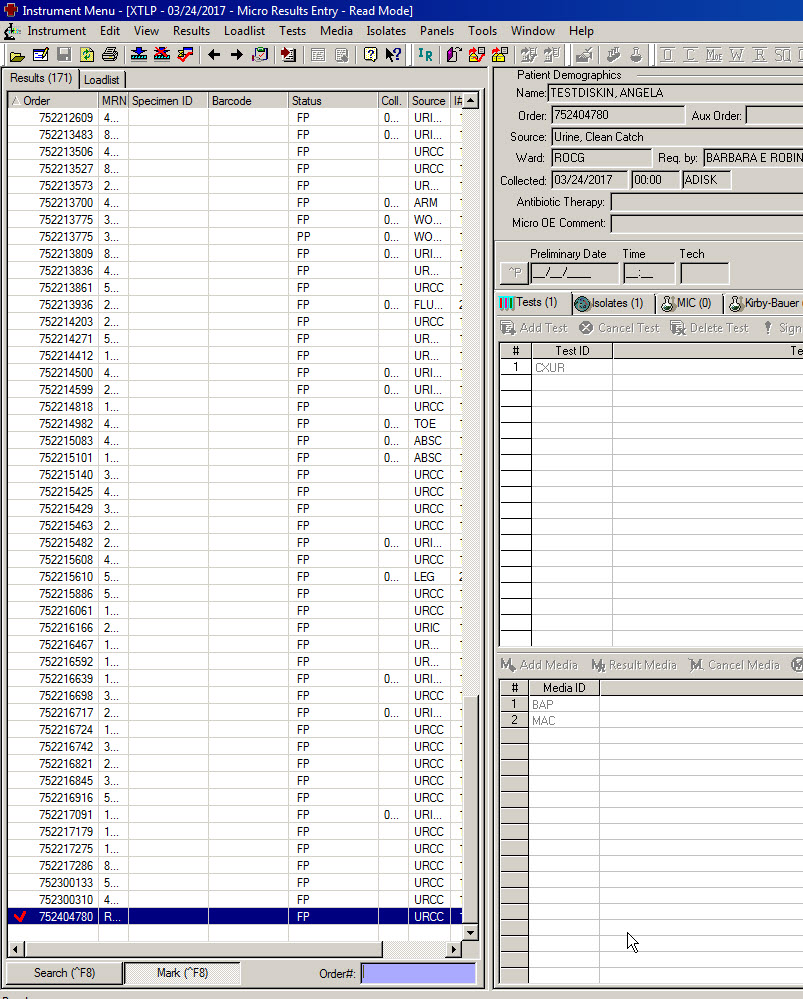 Instrument Menu - [XTLP - 03/24/2017 - Micro Results Entry - Read Mode]
Instrument Edit View Results Loadlist Tests Media Isolates Panels Tools Window Help
Results (171) Loadlist
Order MRN Specimen ID Barcode Status Coll. Source I#
752212609 4... FP 0... URI...
752213483 8... FP 0... URI...
752213506 4... FP URCC
752213527 8... FP URCC
752213573 2... FP UR...
752213700 4... FP 0... ARM
752213775 3... FP 0... WO...
752213775 3... PP 0... WO...
752213809 8... FP 0... URI...
752213836 4... FP UR...
752213861 5... FP URCC
752213936 2... FP 0... FLU... 2
752214203 2... FP URCC
752214271 5... FP UR...
752214412 1... FP UR...
752214500 4... FP 0... URI...
752214599 2... FP 0... URI...
752214818 1... FP URCC
752214982 4... FP 0... TOE
752215083 4... FP 0... ABSC
752215101 1... FP 0... ABSC
752215140 3... FP URCC
752215425 4... FP URCC
752215429 3... FP URCC
752215463 2... FP URCC
752215482 2... FP 0... URI...
752215608 4... FP URCC
752215610 5... FP 0... LEG 2
752215886 5... FP URCC
752216061 1... FP URCC
752216166 2... FP URIC
752216467 1... FP UR...
752216592 1... FP UR...
752216639 1... FP 0... URI...
752216698 3... FP URCC
752216717 2... FP 0... URI...
752216724 1... FP URCC
752216742 3... FP URCC
752216821 2... FP URCC
752216845 3... FP URCC
752216916 5... FP URCC
752217091 1... FP 0... URI...
752217179 1... FP URCC
752217275 1... FP URCC
752217286 8... FP URCC
752300133 5... FP URCC
752300310 4... FP URCC
752404780 R... FP URCC
Search (^F8) Mark (^F8) Order#:
Patient Demographics
Name: TESTDISKIN, ANGELA
Order: 752404780 Aux Order:
Source: Urine, Clean Catch
Ward: ROCG Req. by: BARBARA E ROBIN
Collected: 03/24/2017 00:00 ADISK
Antibiotic Therapy:
Micro OE Comment:
Preliminary Date Time Tech
^P __/__/____ __:__
Tests (1) Isolates (1) MIC (0) Kirby-Bauer (
Add Test Cancel Test Delete Test Sign
# Test ID Te
1 CXUR
Add Media Result Media Cancel Media
# Media ID
1 BAP
2 MAC